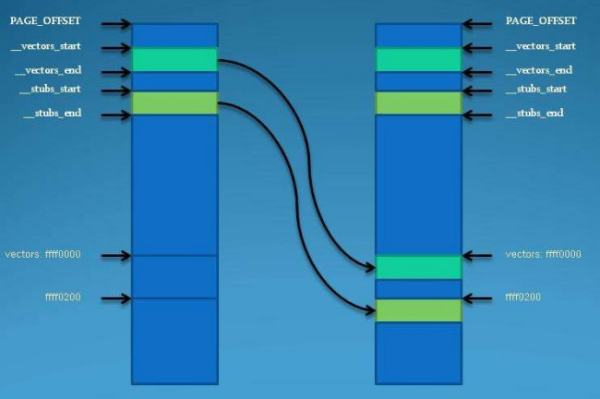 PAGE_OFFSET
__vectors_start
__vectors_end
__stubs_start
__stubs_end
vectors: ffff0000
ffff0200
PAGE_OFFSET
__vectors_start
__vectors_end
__stubs_start
__stubs_end
vectors: ffff0000
ffff0200